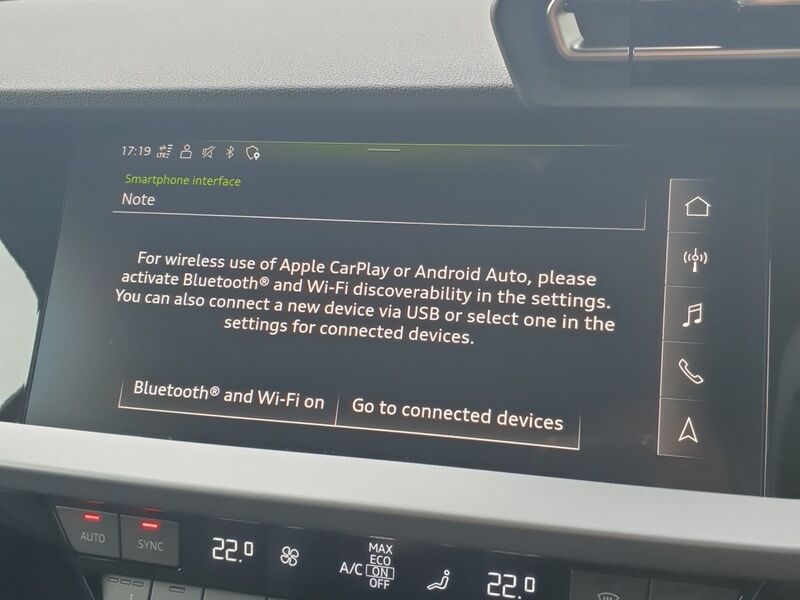 17:19 LTE
Smartphone interface
Note
For wireless use of Apple CarPlay or Android Auto, please
activate Bluetooth® and Wi-Fi discoverability in the settings.
You can also connect a new device via USB or select one in the
settings for connected devices.
Bluetooth® and Wi-Fi on Go to connected devices
AUTO SYNC 22.0 A/C MAX
ECO
ON
OFF
22.0